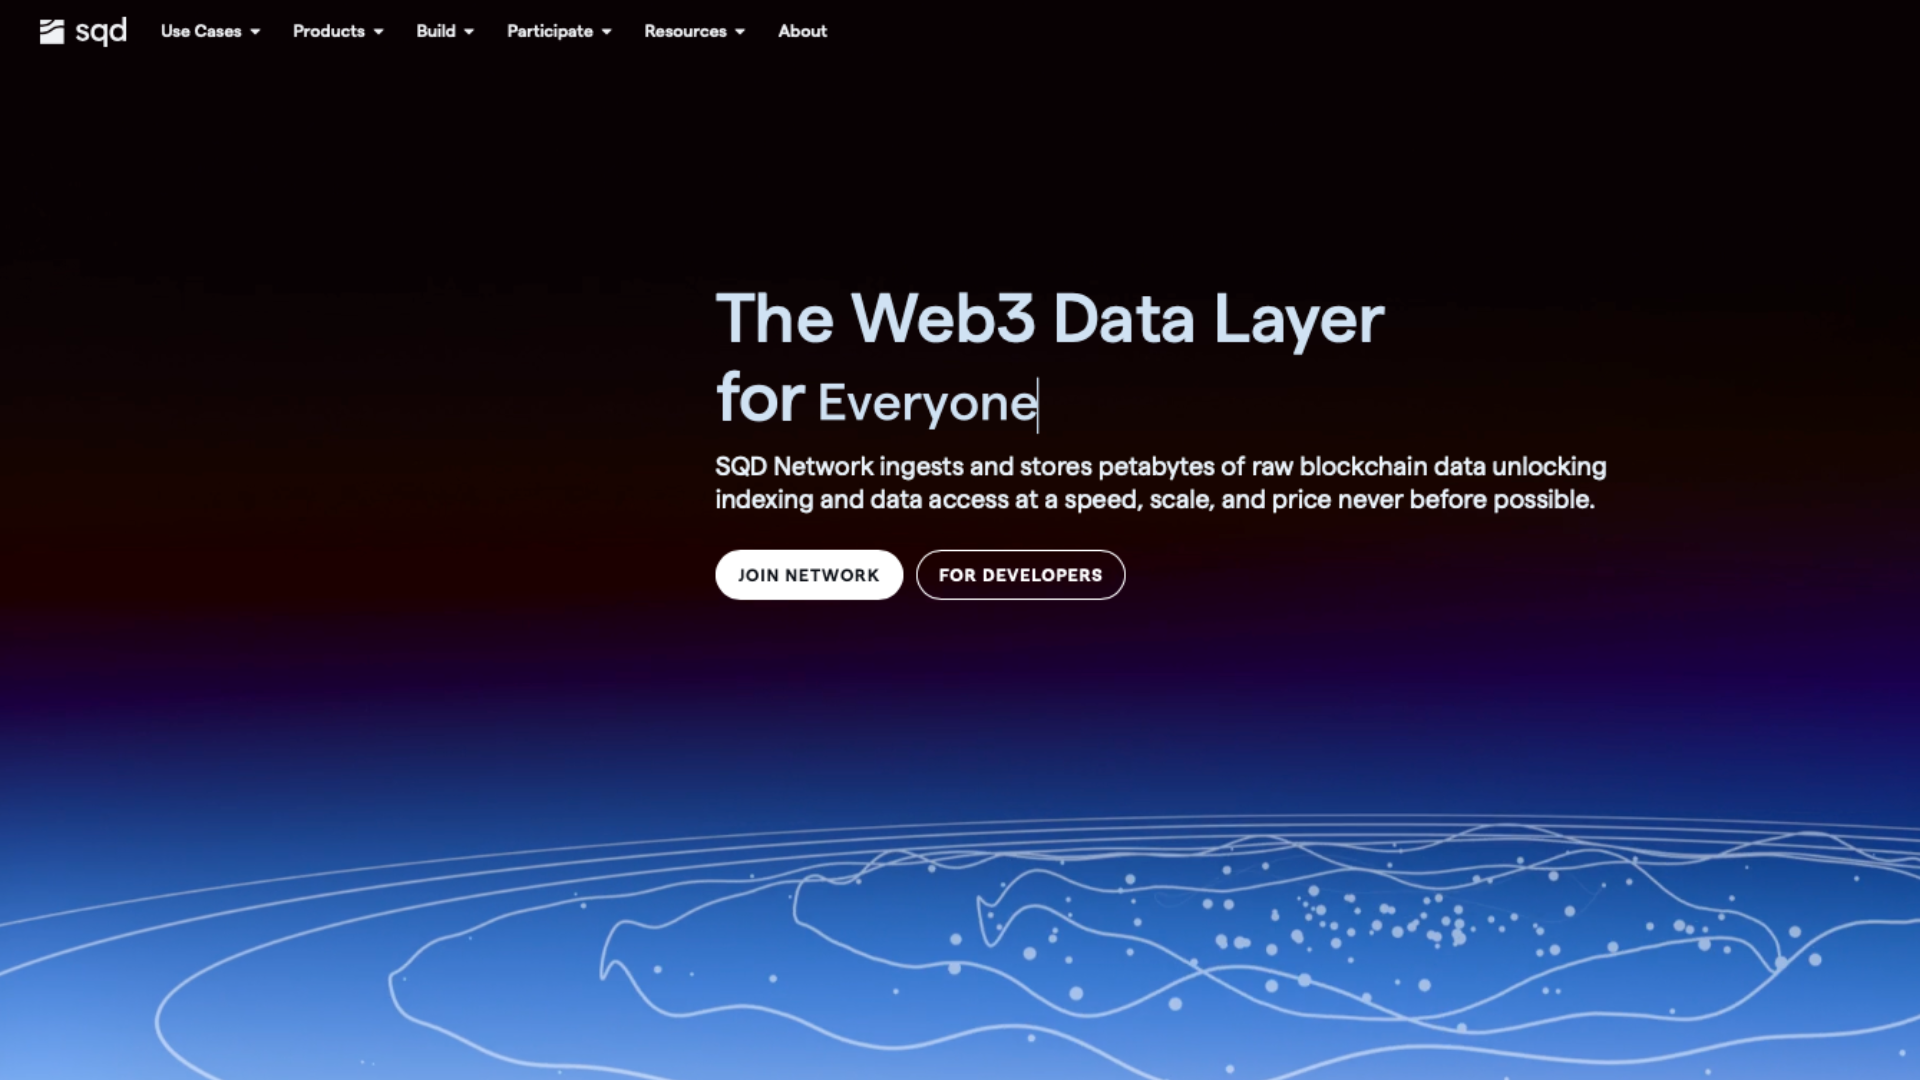 sqd
Use Cases
Products
Build
Participate
Resources
About
The Web3 Data Layer
for Everyone
SQD Network ingests and stores petabytes of raw blockchain data unlocking
indexing and data access at a speed, scale, and price never before possible.
JOIN NETWORK
FOR DEVELOPERS